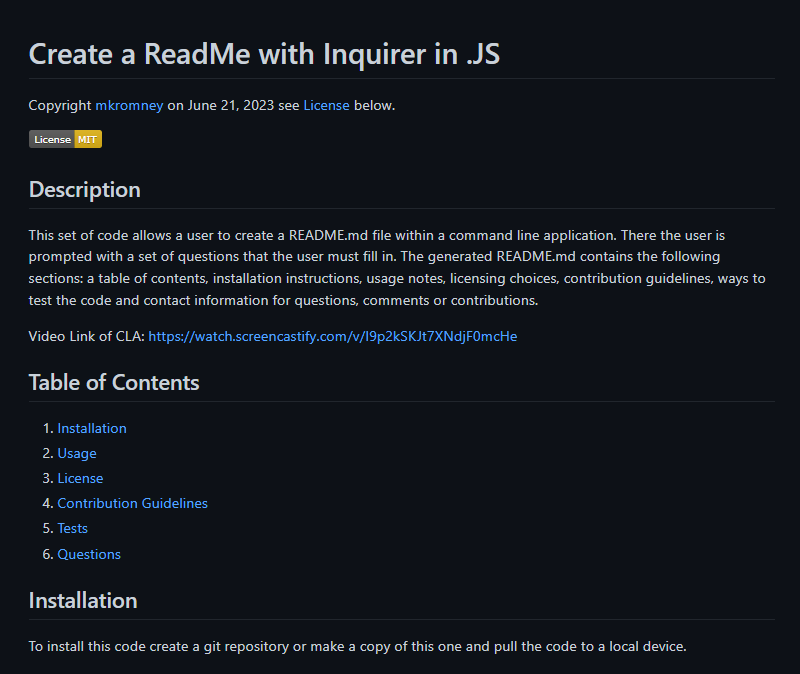 Create a ReadMe with Inquirer in .JS
Copyright mkromney on June 21, 2023 see License below.
License MIT
Description
This set of code allows a user to create a README.md file within a command line application. There the user is
prompted with a set of questions that the user must fill in. The generated README.md contains the following
sections: a table of contents, installation instructions, usage notes, licensing choices, contribution guidelines, ways to
test the code and contact information for questions, comments or contributions.
Video Link of CLA: https://watch.screencastify.com/v/I9p2kSKJt7XNdjF0mcHe
Table of Contents
1. Installation
2. Usage
3. License
4. Contribution Guidelines
5. Tests
6. Questions
Installation
To install this code create a git repository or make a copy of this one and pull the code to a local device.